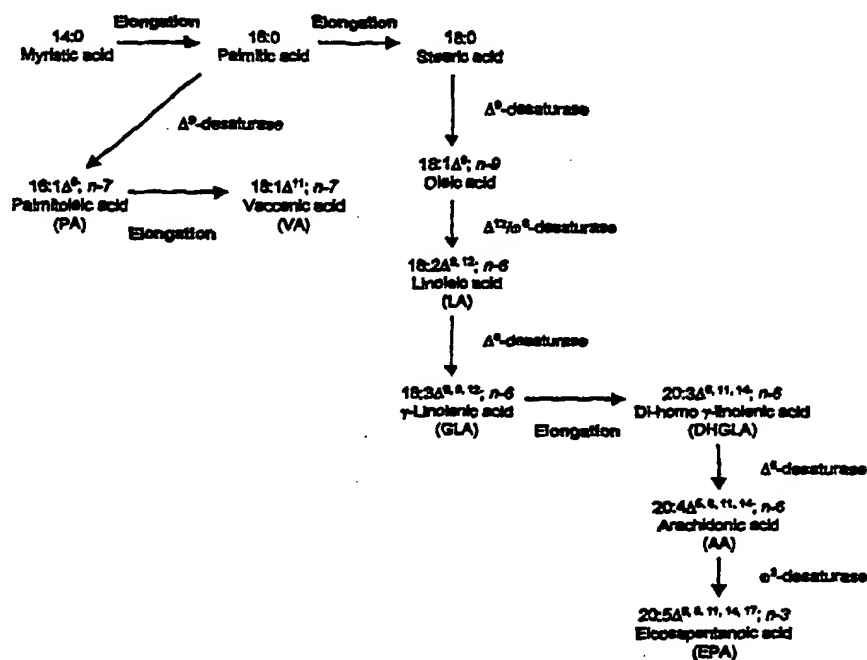 Elongation
Elongation
14:0
Myristic acid
16:0
Palmitic acid
18:0
Stearic acid
Δ⁹-desaturase
Δ⁹-desaturase
16:1Δ⁹; n-7
Palmitoleic acid
(PA)
Elongation
18:1Δ¹¹; n-7
Vaccenic acid
(VA)
18:1Δ⁹; n-9
Oleic acid
Δ¹²/ω⁶-desaturase
18:2Δ⁹, ¹²; n-6
Linoleic acid
(LA)
Δ⁶-desaturase
18:3Δ⁶, ⁹, ¹²; n-6
γ-Linolenic acid
(GLA)
Elongation
20:3Δ⁸, ¹¹, ¹⁴; n-6
Di-homo γ-linolenic acid
(DHGLA)
Δ⁵-desaturase
20:4Δ⁵, ⁸, ¹¹, ¹⁴; n-6
Arachidonic acid
(AA)
ω³-desaturase
20:5Δ⁵, ⁸, ¹¹, ¹⁴, ¹⁷; n-3
Eicosapentanoic acid
(EPA)